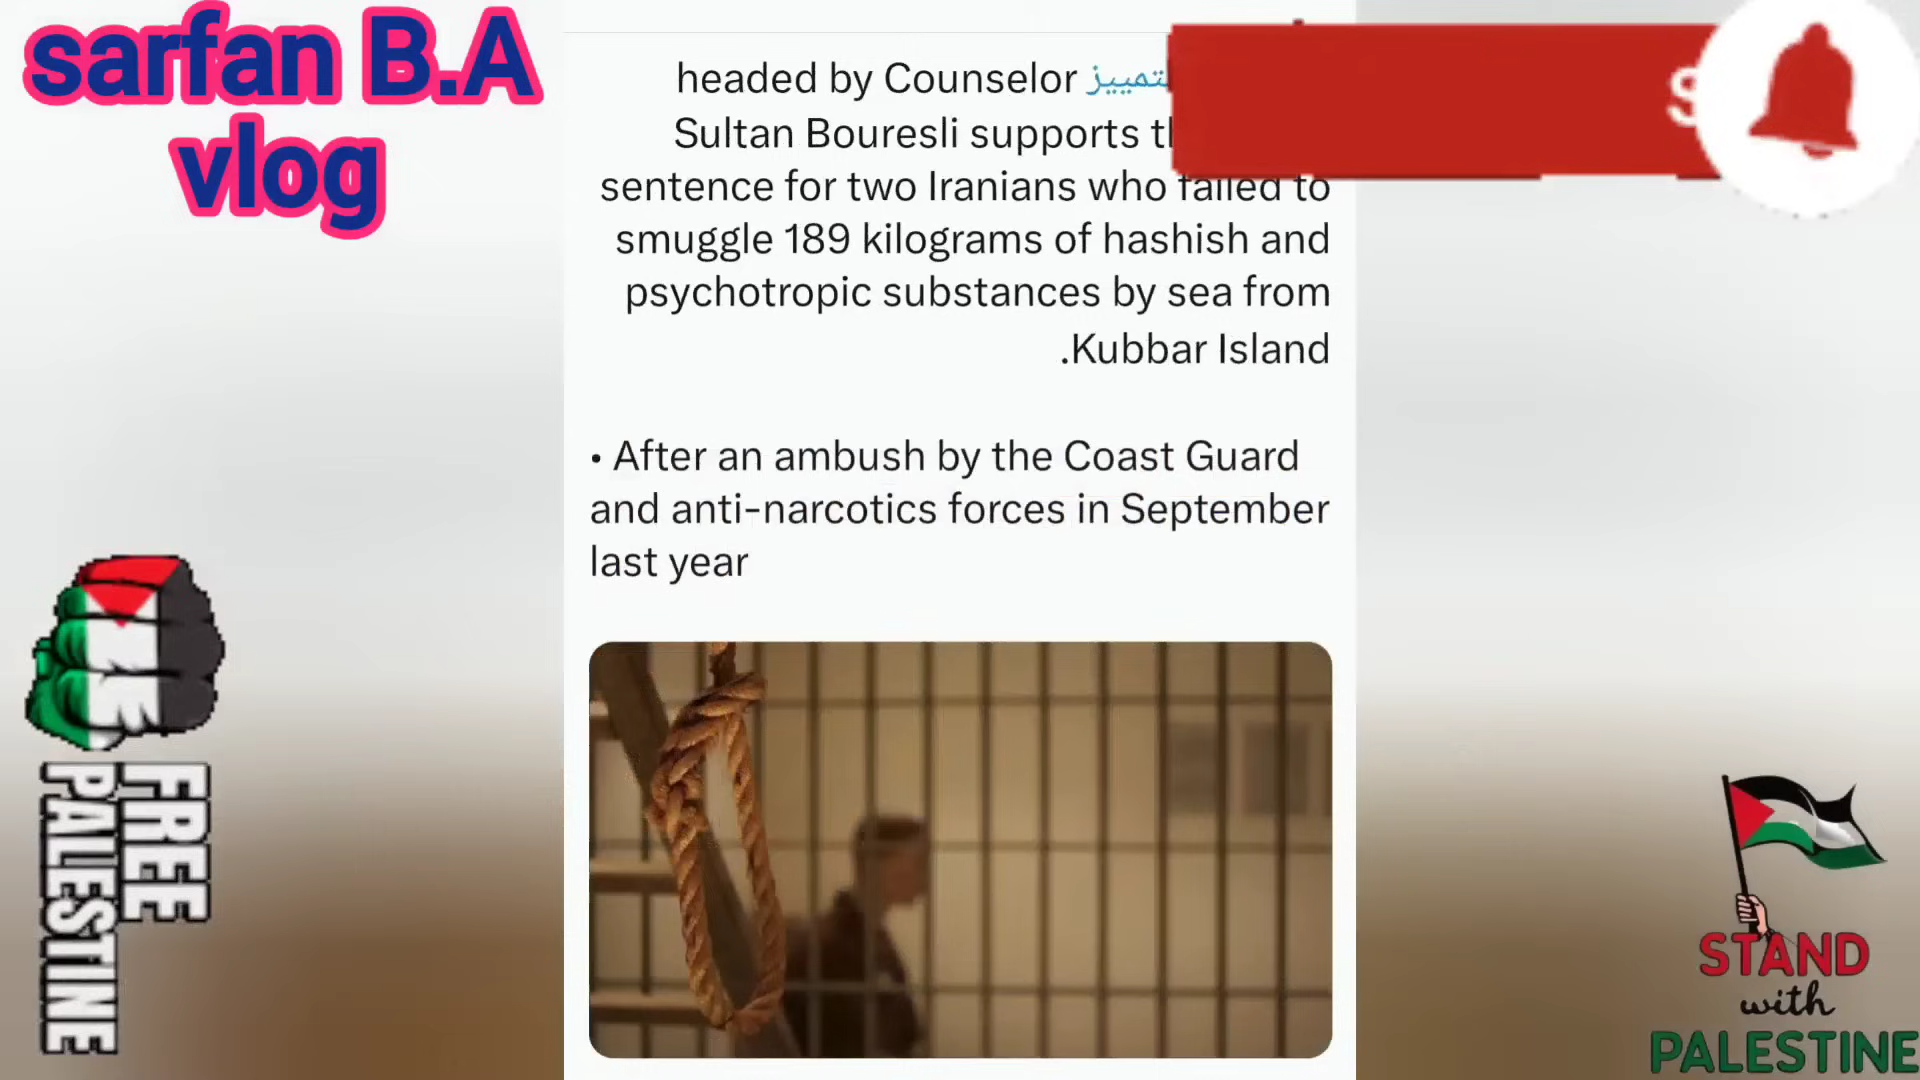 sarfan B.A
vlog
headed by Counselor
Sultan Bouresli supports
sentence for two Iranians who failed to
smuggle 189 kilograms of hashish and
psychotropic substances by sea from
.Kubbar Island
• After an ambush by the Coast Guard
and anti-narcotics forces in September
last year
FREE
PALESTINE
STAND
with
PALESTINE